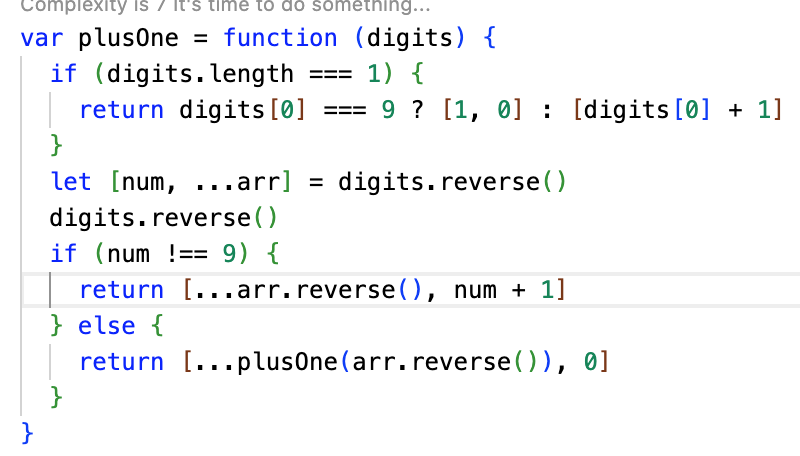 Complexity is 7 It's time to do something...
var plusOne = function (digits) {
  if (digits.length === 1) {
    return digits[0] === 9 ? [1, 0] : [digits[0] + 1]
  }
  let [num, ...arr] = digits.reverse()
  digits.reverse()
  if (num !== 9) {
    return [...arr.reverse(), num + 1]
  } else {
    return [...plusOne(arr.reverse()), 0]
  }
}